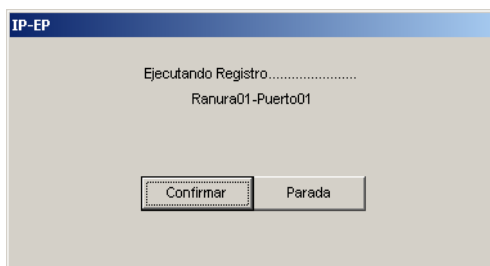 IP-EP
Ejecutando Registro......................
Ranura01-Puerto01
Confirmar Parada